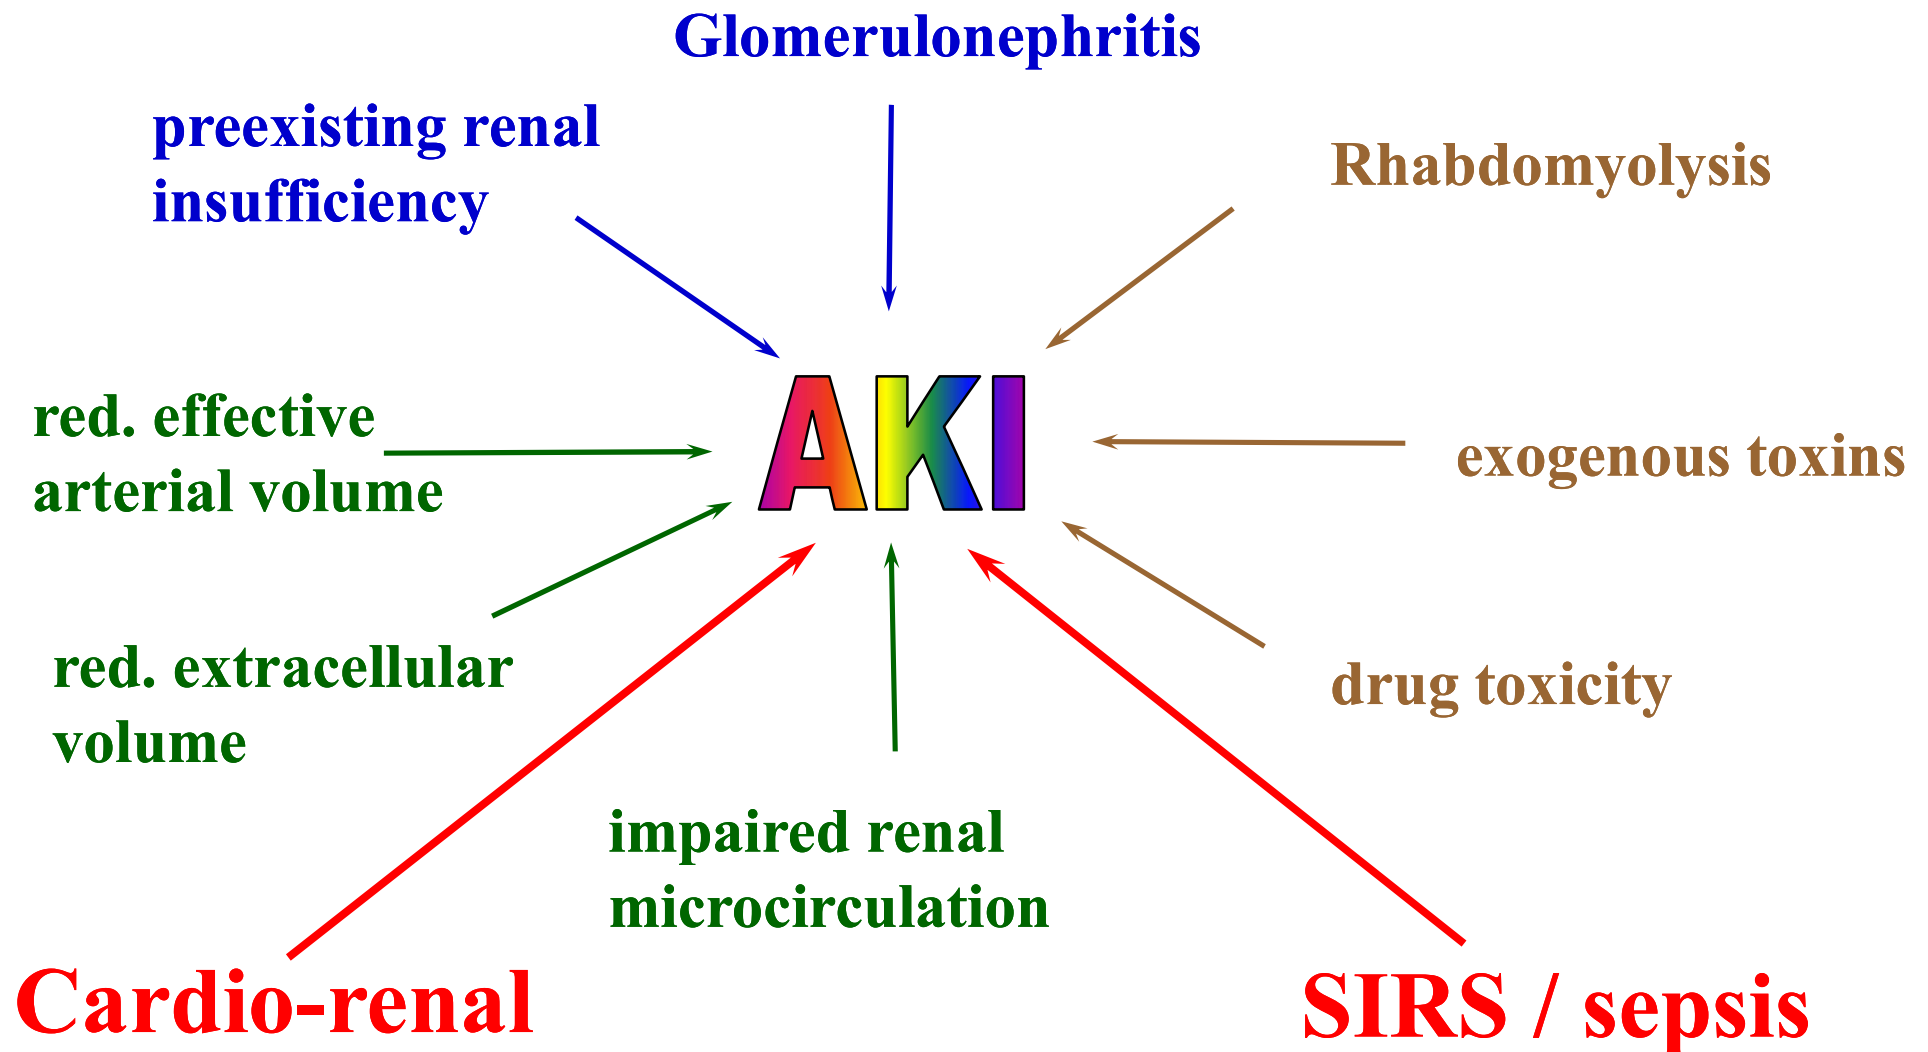 Glomerulonephritis
preexisting renal
insufficiency
Rhabdomyolysis
AKI
red. effective
arterial volume
exogenous toxins
red. extracellular
volume
drug toxicity
impaired renal
microcirculation
Cardio-renal
SIRS / sepsis